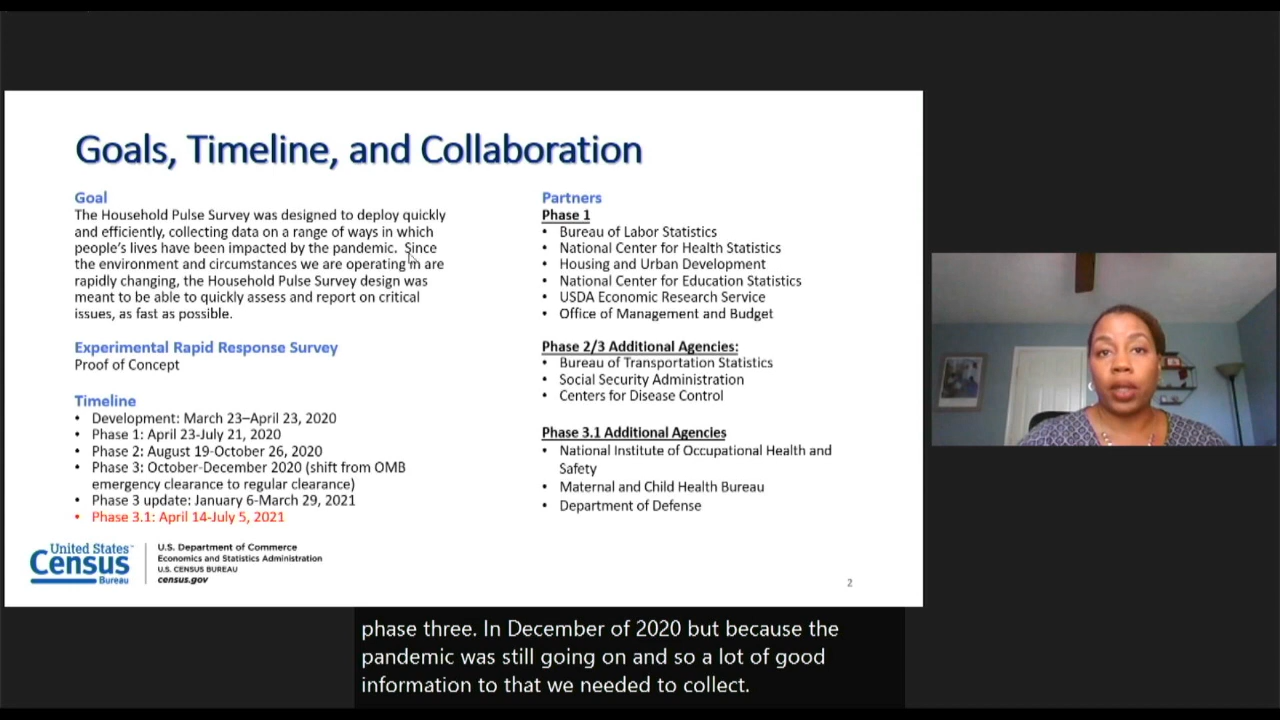 Goals, Timeline, and Collaboration
Goal
The Household Pulse Survey was designed to deploy quickly
and efficiently, collecting data on a range of ways in which
people's lives have been impacted by the pandemic. Since
the environment and circumstances we are operating in are
rapidly changing, the Household Pulse Survey design was
meant to be able to quickly assess and report on critical
issues, as fast as possible.
Experimental Rapid Response Survey
Proof of Concept
Timeline
• Development: March 23–April 23, 2020
• Phase 1: April 23-July 21, 2020
• Phase 2: August 19-October 26, 2020
• Phase 3: October-December 2020 (shift from OMB
emergency clearance to regular clearance)
• Phase 3 update: January 6-March 29, 2021
• Phase 3.1: April 14-July 5, 2021
Partners
Phase 1
• Bureau of Labor Statistics
• National Center for Health Statistics
• Housing and Urban Development
• National Center for Education Statistics
• USDA Economic Research Service
• Office of Management and Budget
Phase 2/3 Additional Agencies:
• Bureau of Transportation Statistics
• Social Security Administration
• Centers for Disease Control
Phase 3.1 Additional Agencies
• National Institute of Occupational Health and
Safety
• Maternal and Child Health Bureau
• Department of Defense
United States™
Census
Bureau
U.S. Department of Commerce
Economics and Statistics Administration
U.S. CENSUS BUREAU
census.gov
2
phase three. In December of 2020 but because the
pandemic was still going on and so a lot of good
information to that we needed to collect.